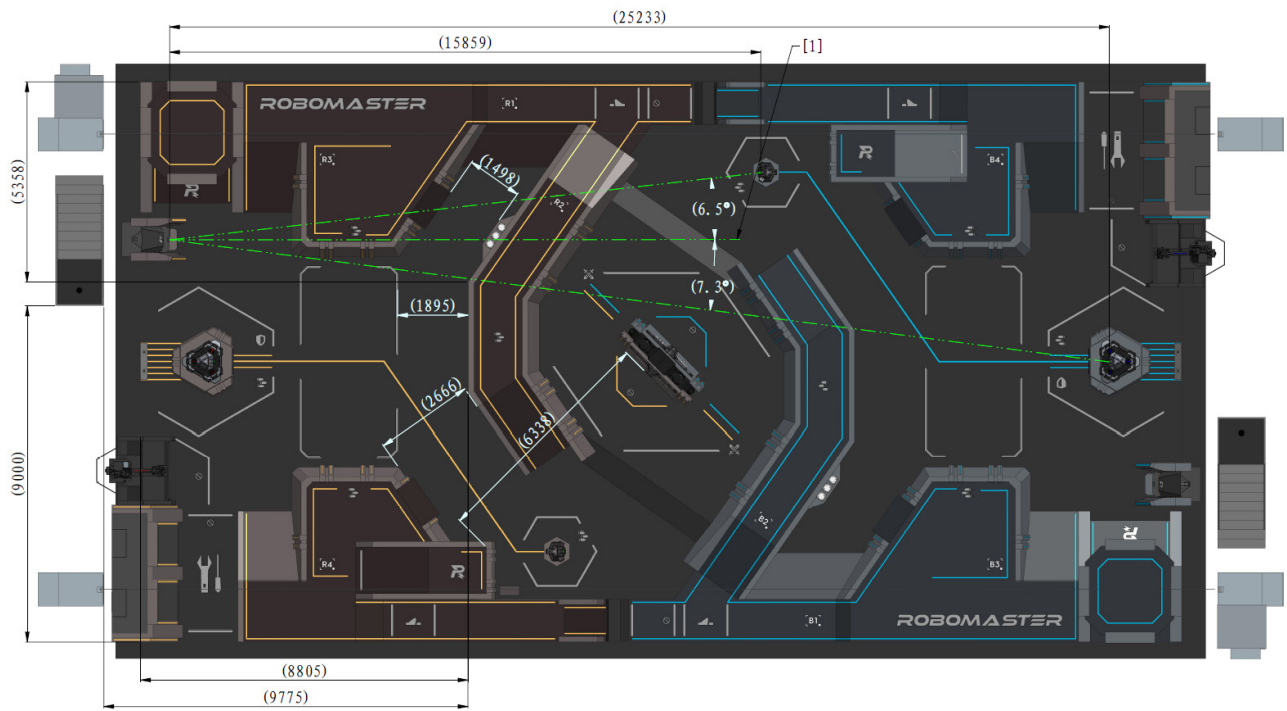 (25233)
(15859)
[1]
ROBOMASTER
R1
R3
B4
(1498)
(5358)
R2
(6.5°)
(7.3°)
(1895)
(2666)
(6338)
(9000)
B2
R4
B3
B1
ROBOMASTER
(8805)
(9775)